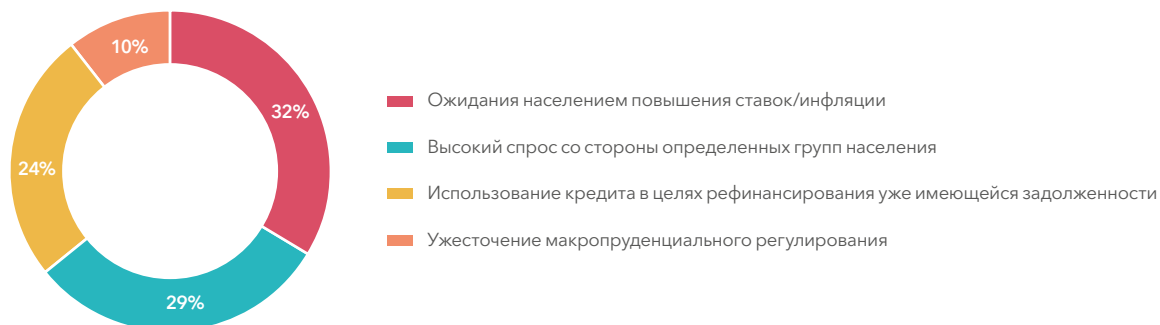 10%
32%
24%
29%
Ожидания населением повышения ставок/инфляции
Высокий спрос со стороны определенных групп населения
Использование кредита в целях рефинансирования уже имеющейся задолженности
Ужесточение макропруденциального регулирования